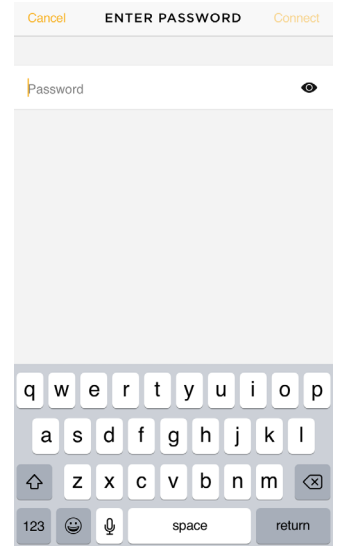 Cancel ENTER PASSWORD Connect
Password
q w e r t y u i o p
a s d f g h j k l
z x c v b n m
123 space return